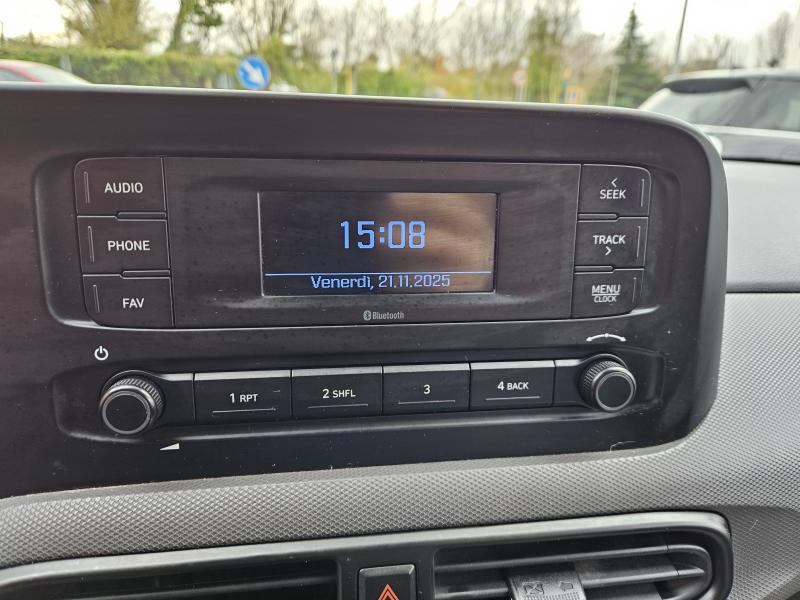 AUDIO
PHONE
FAV
15:08
Venerdì, 21.11.2025
Bluetooth
< SEEK
TRACK >
MENU
CLOCK
1 RPT
2 SHFL
3
4 BACK